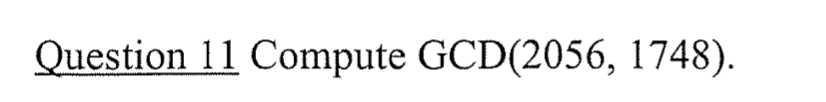 Question 11 Compute GCD(2056, 1748).